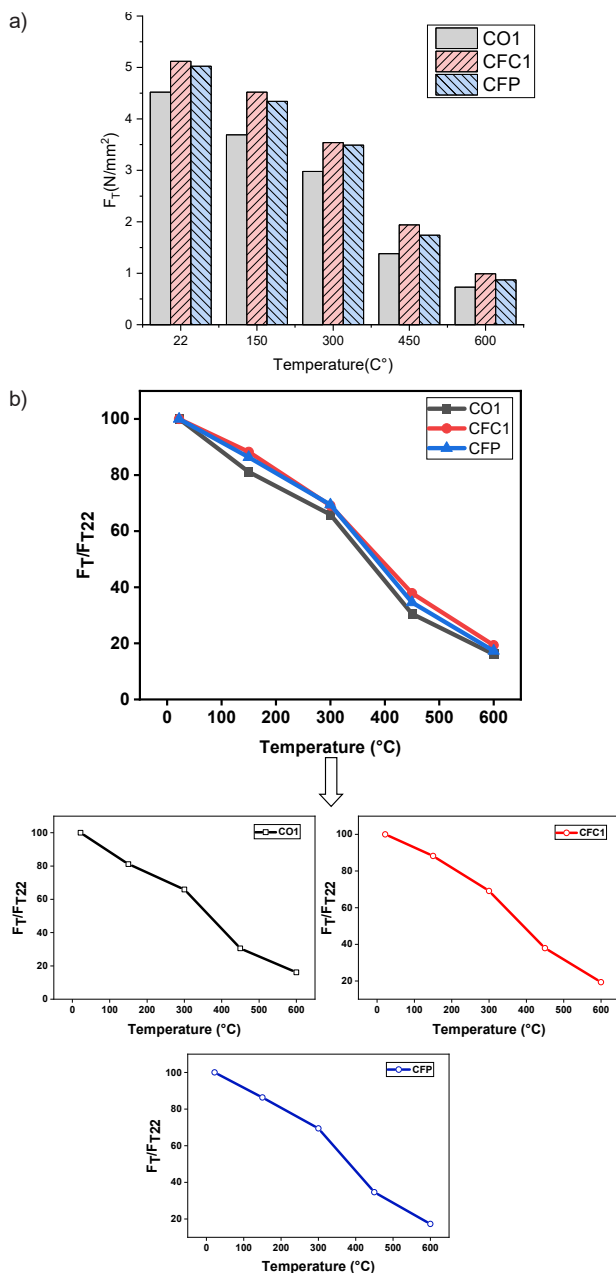 a)
6
5
4
3
2
1
0
F_T(N/mm²)
CO1
CFC1
CFP
22 150 300 450 600
Temperature(C°)
b)
100
80
60
40
20
0
F_T/F_T22
CO1
CFC1
CFP
0 100 200 300 400 500 600
Temperature (°C)
100
80
60
40
20
0
F_T/F_T22
CO1
0 100 200 300 400 500 600
Temperature (°C)
100
80
60
40
20
F_T/F_T22
CFC1
0 100 200 300 400 500 600
Temperature (°C)
100
80
60
40
20
F_T/F_T22
CFP
0 100 200 300 400 500 600
Temperature (°C)